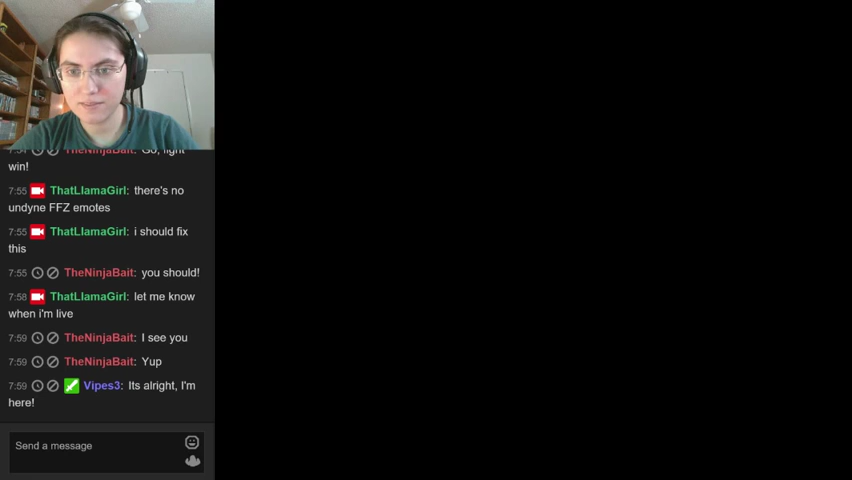 win!
7:55 ThatLlamaGirl: there's no
undyne FFZ emotes
7:55 ThatLlamaGirl: i should fix
this
7:55 TheNinjaBait: you should!
7:58 ThatLlamaGirl: let me know
when i'm live
7:59 TheNinjaBait: I see you
7:59 TheNinjaBait: Yup
7:59 Vipes3: Its alright, I'm
here!
Send a message